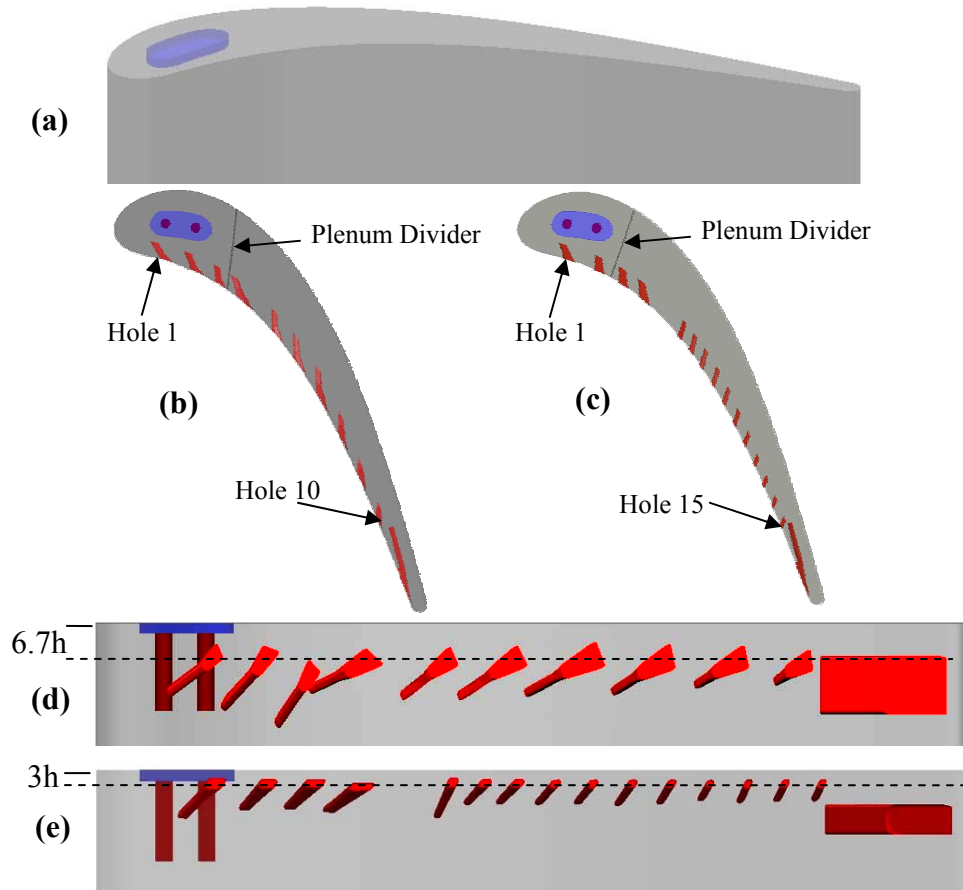 (a)
Plenum Divider
Plenum Divider
Hole 1
Hole 1
(b)
(c)
Hole 10
Hole 15
6.7h
(d)
3h
(e)